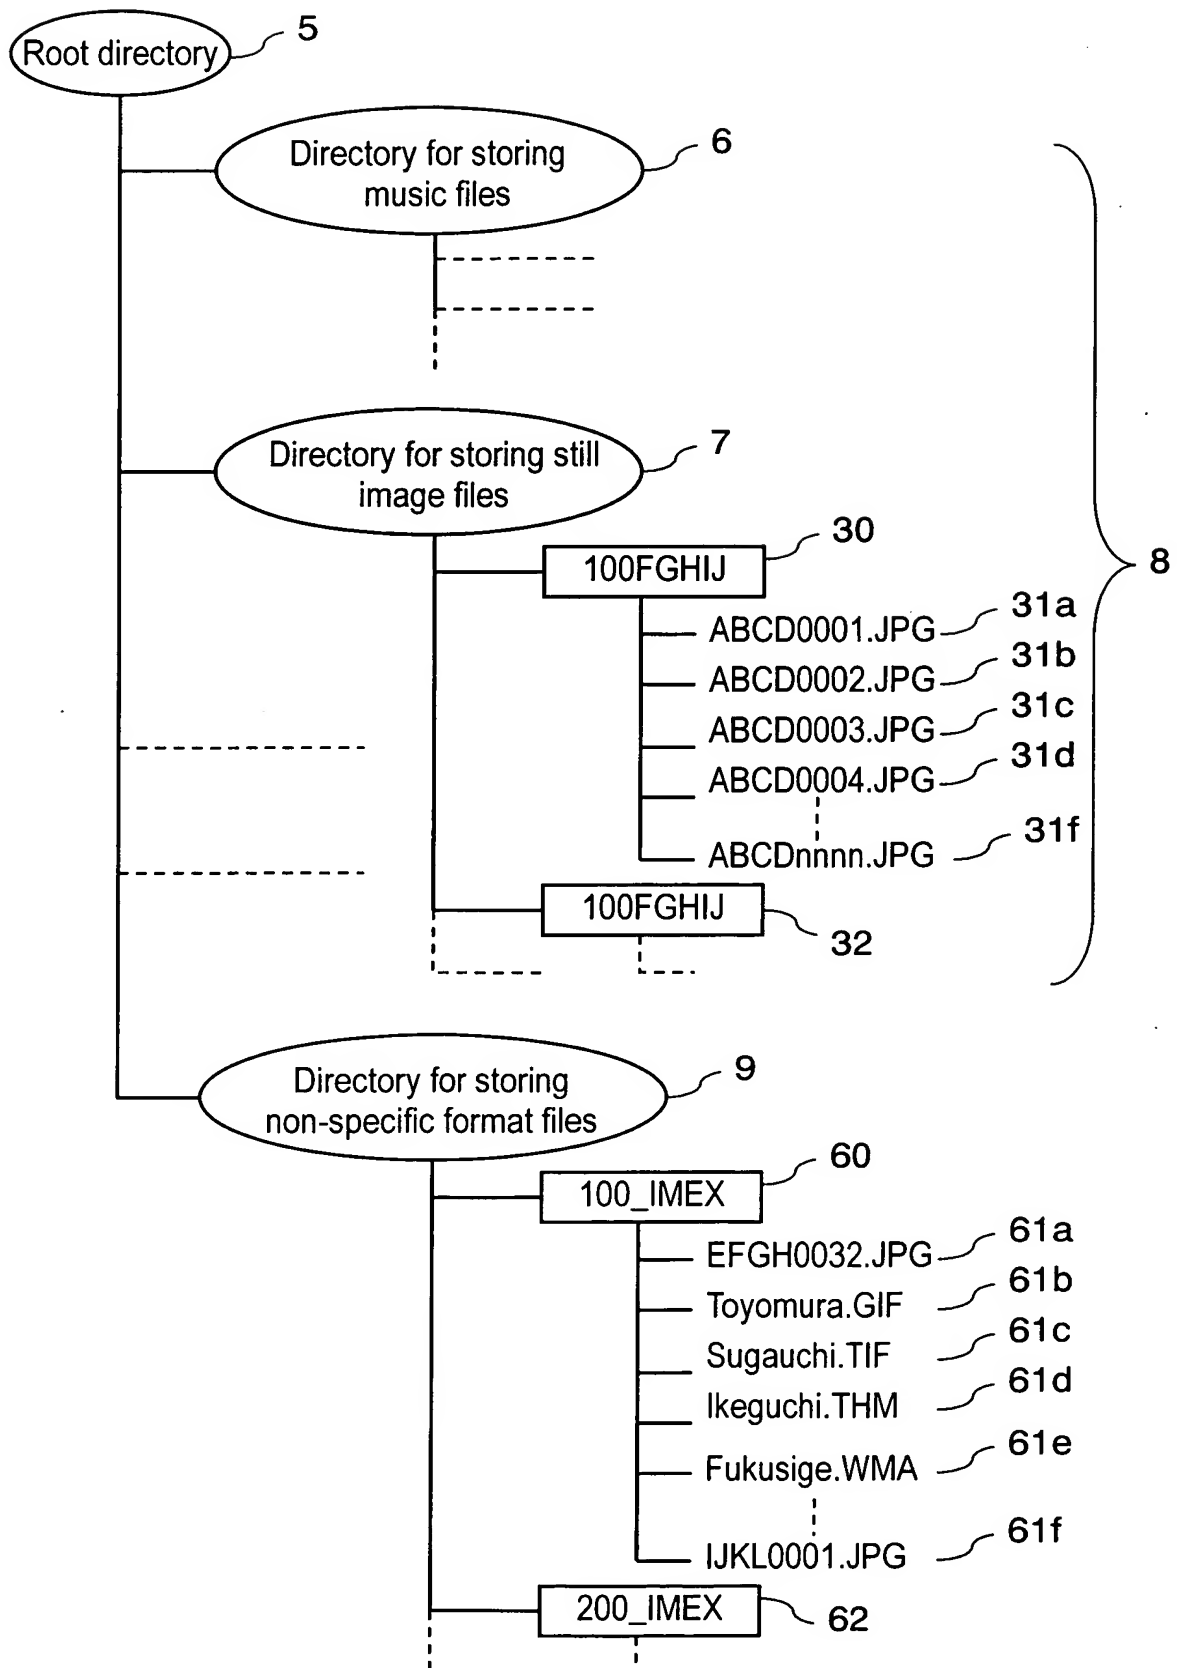 Root directory
5
Directory for storing
music files
6
Directory for storing still
image files
7
8
100FGHIJ
30
ABCD0001.JPG
31a
ABCD0002.JPG
31b
ABCD0003.JPG
31c
ABCD0004.JPG
31d
ABCDnnnn.JPG
31f
100FGHIJ
32
Directory for storing
non-specific format files
9
100_IMEX
60
EFGH0032.JPG
61a
Toyomura.GIF
61b
Sugauchi.TIF
61c
Ikeguchi.THM
61d
Fukusige.WMA
61e
IJKL0001.JPG
61f
200_IMEX
62